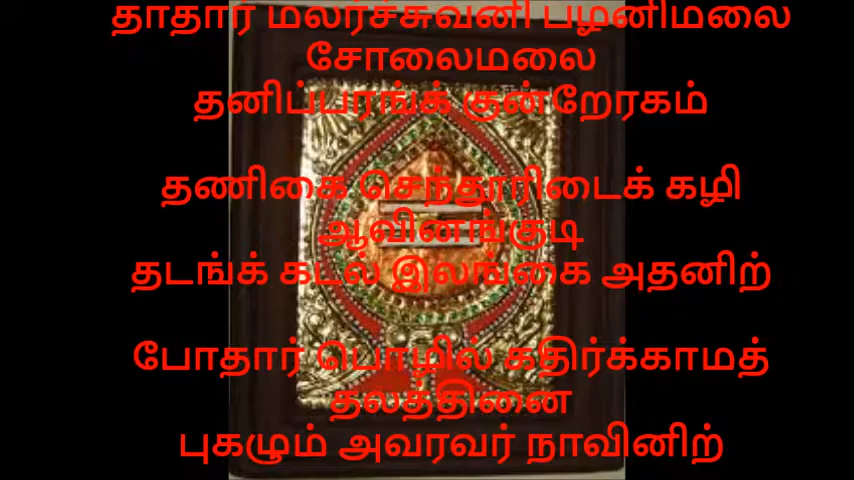 தாதார் மலர்ச்சுவனி பழனிமலை
சோலைமலை
தனிப்பரங்க் குன்றேரகம்
தணிகை செந்தூரிடைக் கழி
ஆவினங்குடி
தடங்க் கடல் இலங்கை அதனிற்
போதார் பொழில் கதிர்க்காமத்
தலத்தினை
புகழும் அவரவர் நாவினிற்